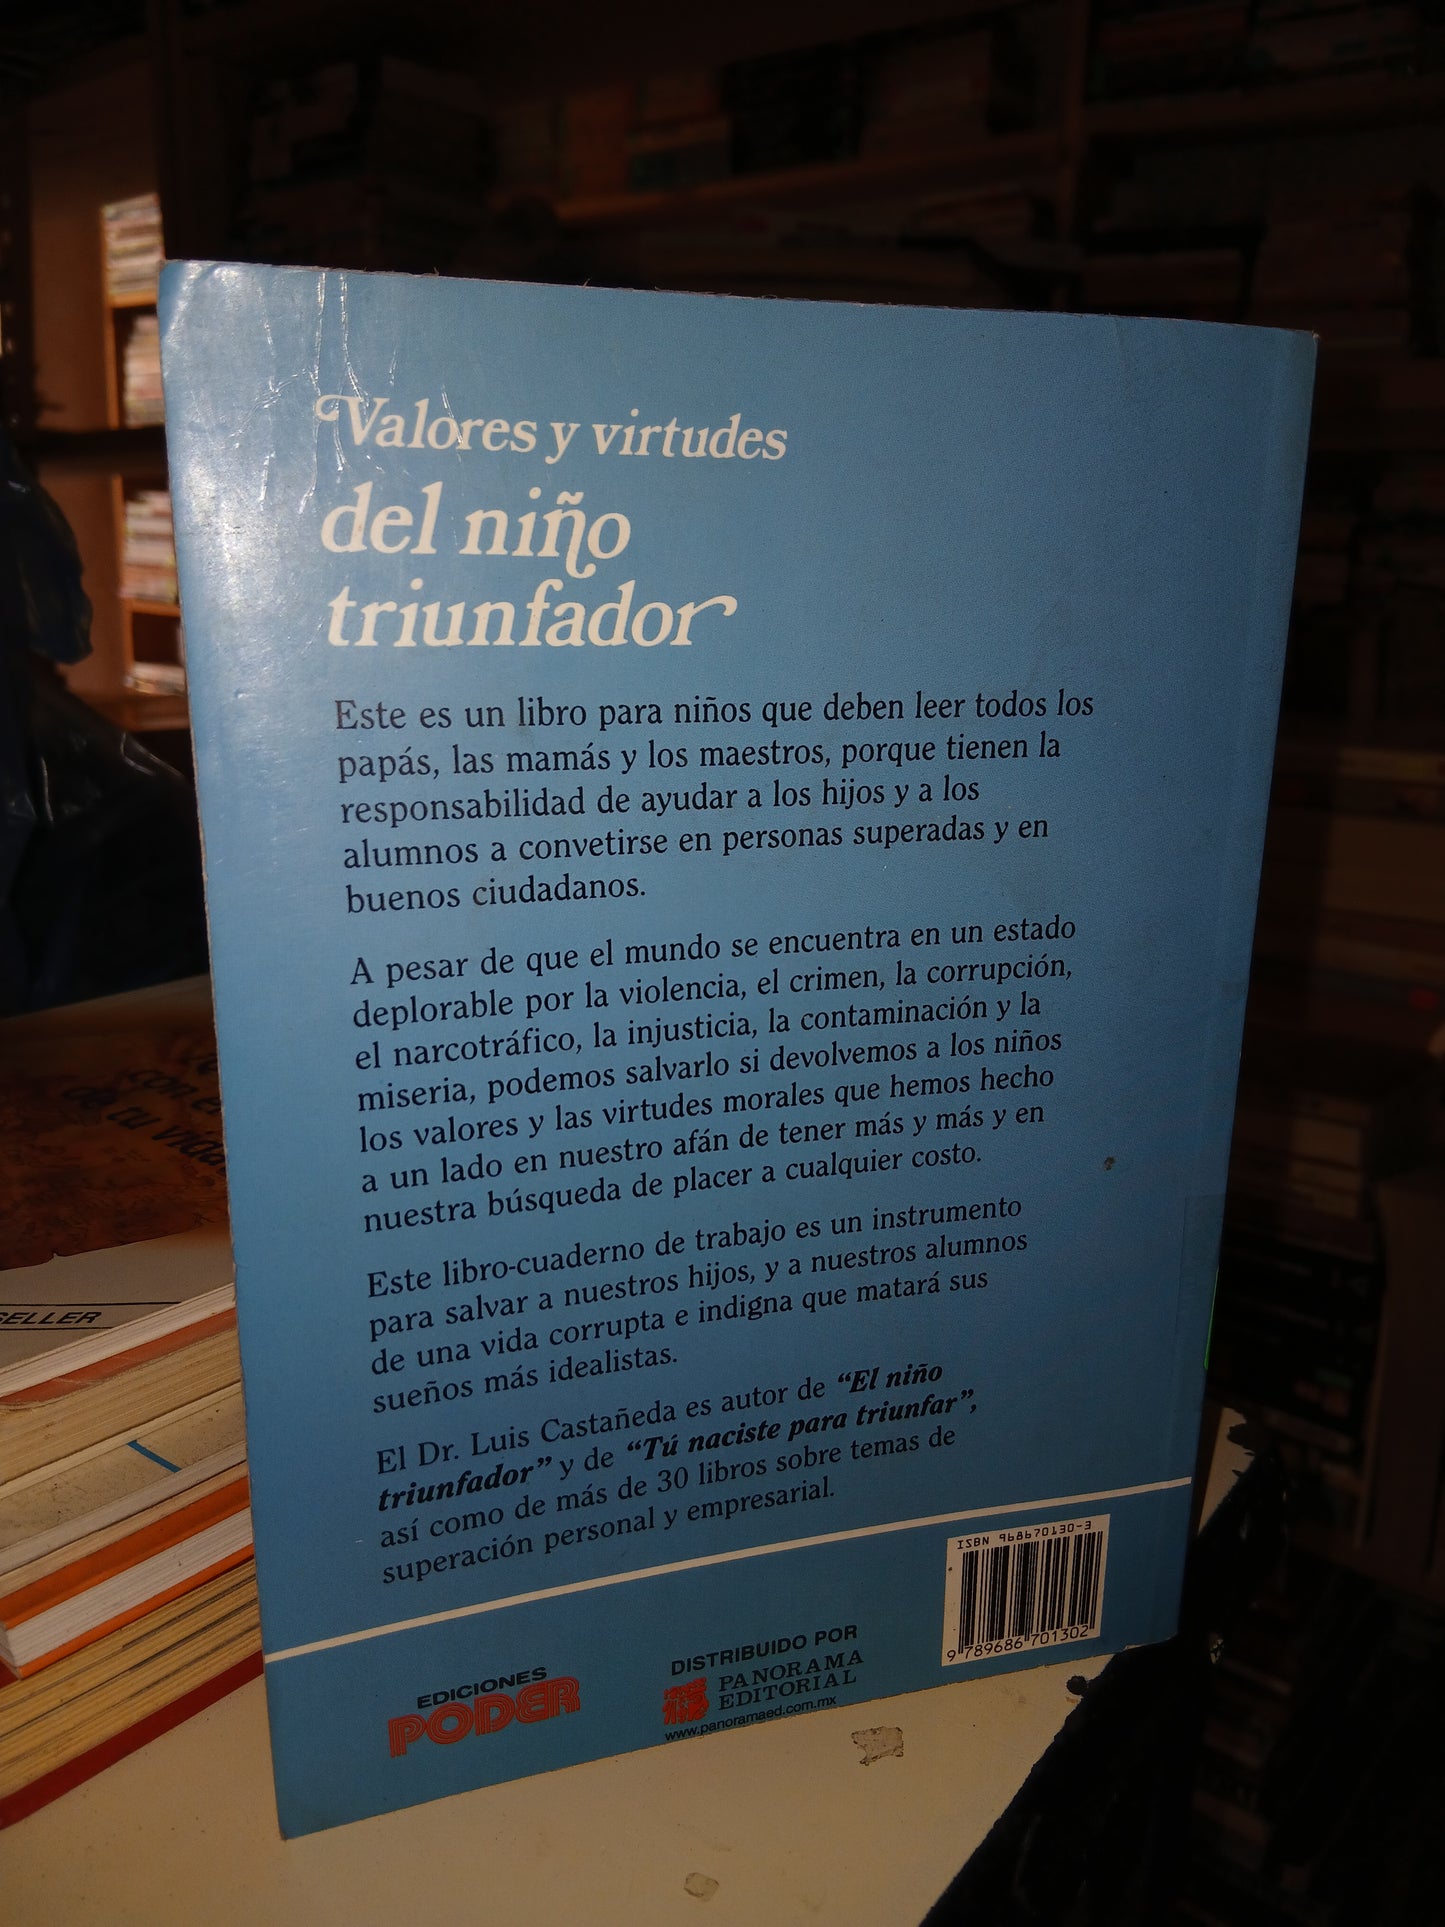 Valores y virtudes
del niño
triunfador
Este es un libro para niños que deben leer todos los
papás, las mamás y los maestros, porque tienen la
responsabilidad de ayudar a los hijos y a los
alumnos a convetirse en personas superadas y en
buenos ciudadanos.
A pesar de que el mundo se encuentra en un estado
deplorable por la violencia, el crimen, la corrupción,
el narcotráfico, la injusticia, la contaminación y la
miseria, podemos salvarlo si devolvemos a los niños
los valores y las virtudes morales que hemos hecho
a un lado en nuestro afán de tener más y más y en
nuestra búsqueda de placer a cualquier costo.
Este libro-cuaderno de trabajo es un instrumento
para salvar a nuestros hijos, y a nuestros alumnos
de una vida corrupta e indigna que matará sus
sueños más idealistas.
El Dr. Luis Castañeda es autor de “El niño
triunfador” y de “Tú naciste para triunfar”,
así como de más de 30 libros sobre temas de
superación personal y empresarial.
ISBN 968670130-3
9 789686 701302
EDICIONES
PODER
DISTRIBUIDO POR
PANORAMA
EDITORIAL
www.panoramaed.com.mx
con e
de tu vida
SELLER